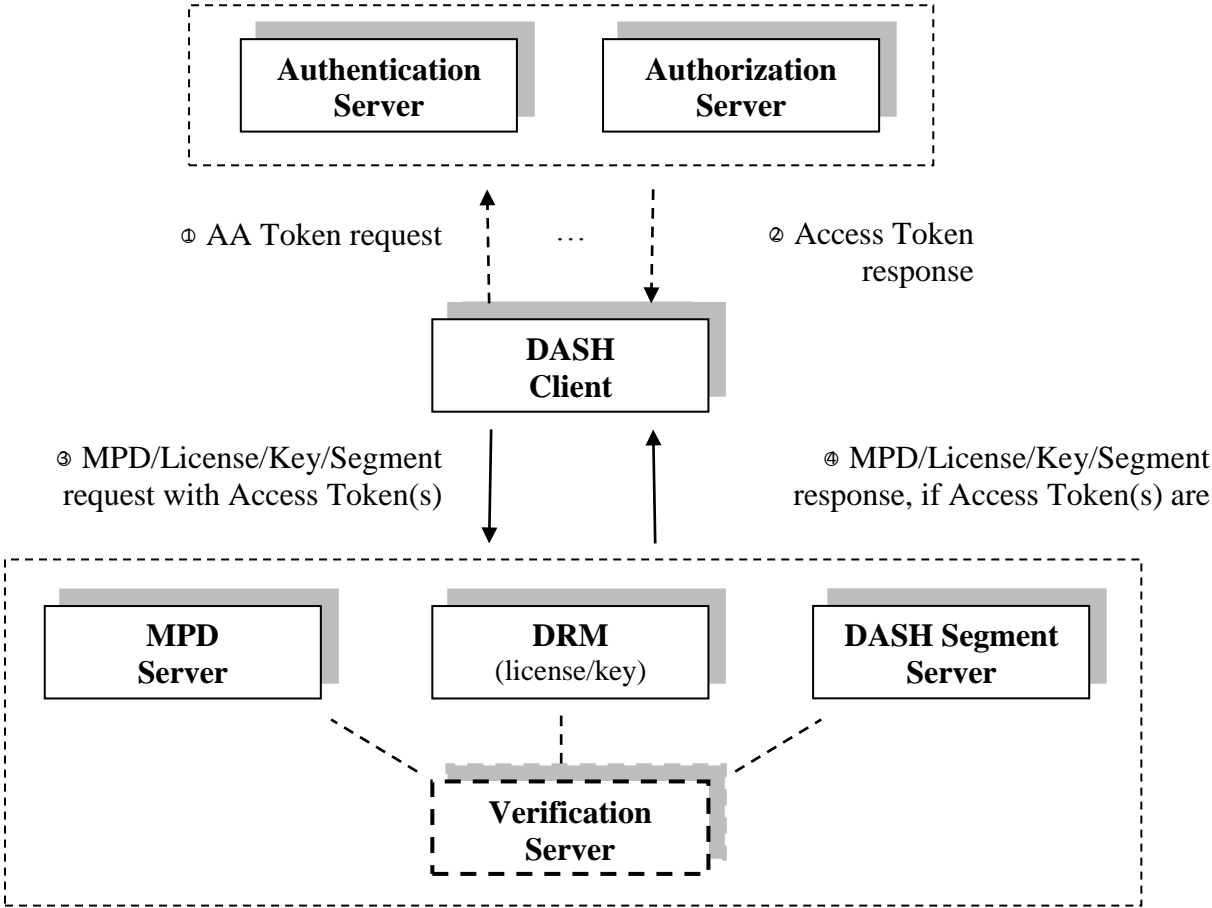 Authentication
Server
Authorization
Server
① AA Token request
…
② Access Token
response
DASH
Client
③ MPD/License/Key/Segment
request with Access Token(s)
④ MPD/License/Key/Segment
response, if Access Token(s) are
MPD
Server
DRM
(license/key)
DASH Segment
Server
Verification
Server